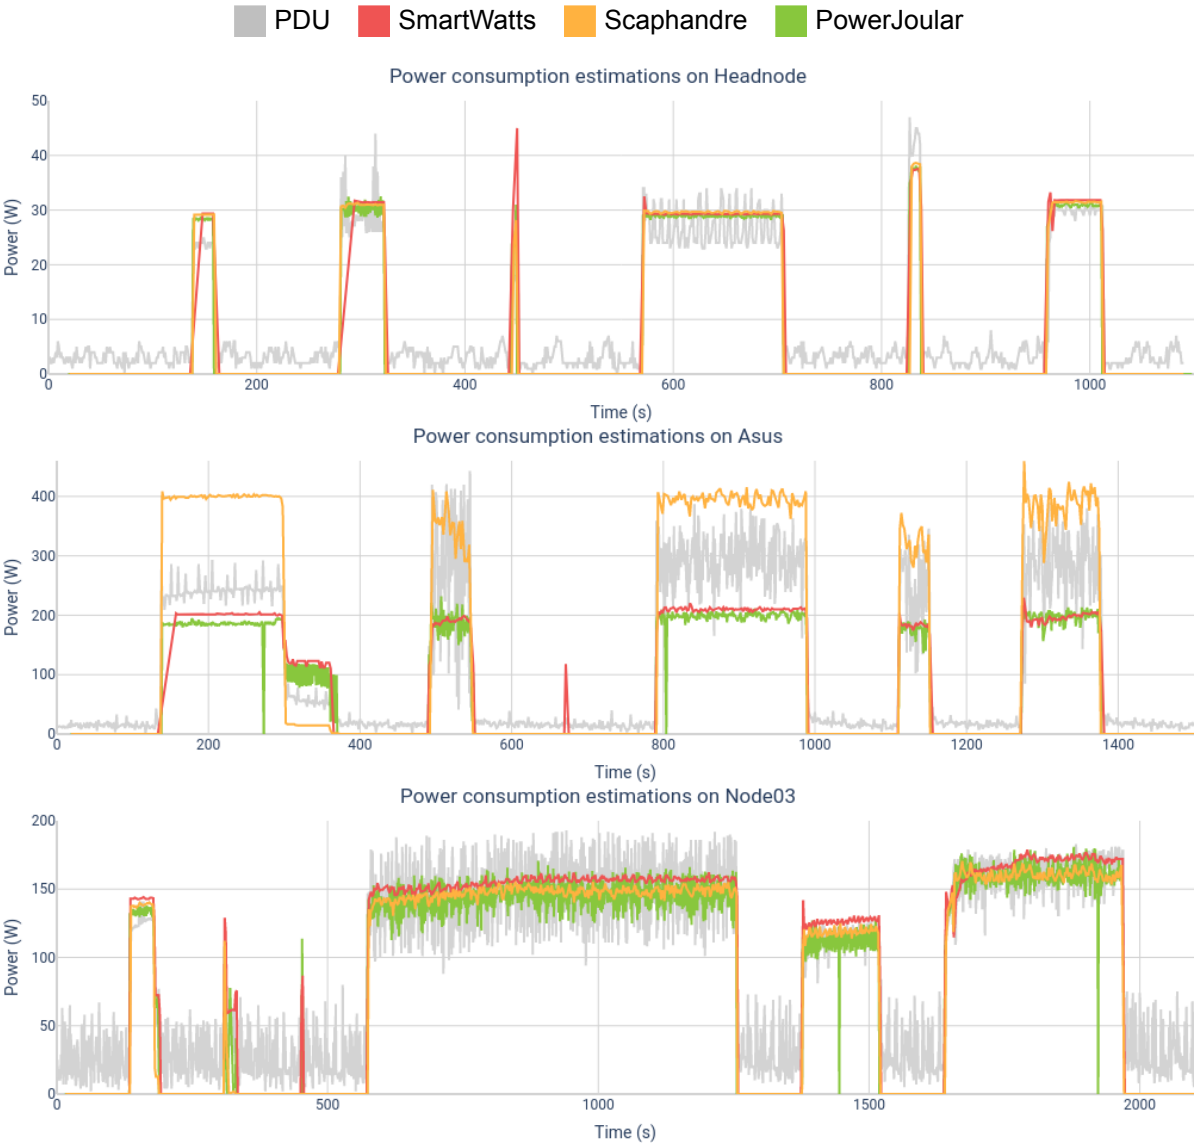 PDU SmartWatts Scaphandre PowerJoular
Power consumption estimations on Headnode
50
40
30
20
10
0
Power (W)
0 200 400 600 800 1000
Time (s)
Power consumption estimations on Asus
400
300
200
100
0
Power (W)
0 200 400 600 800 1000 1200 1400
Time (s)
Power consumption estimations on Node03
200
150
100
50
0
Power (W)
0 500 1000 1500 2000
Time (s)